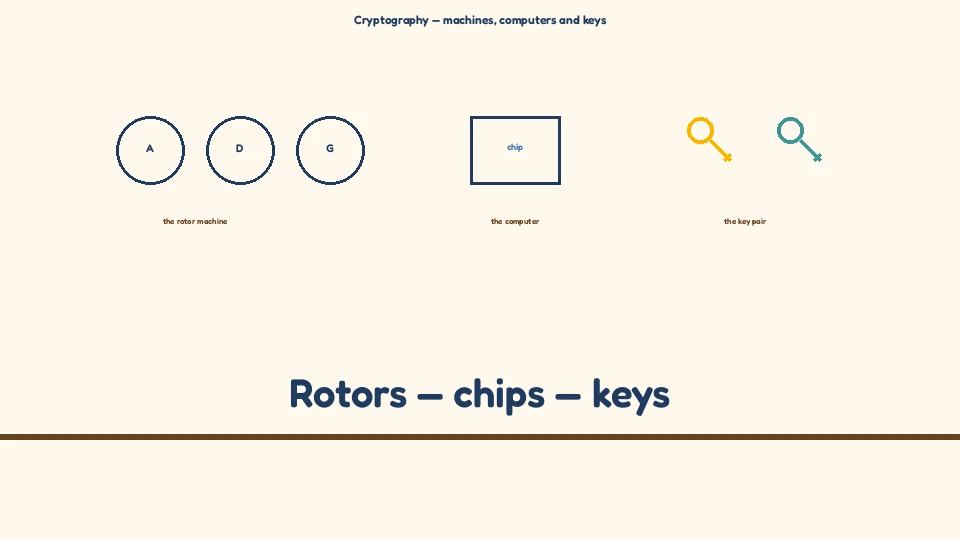 Cryptography — machines, computers and keys
A D G
chip
the rotor machine
the computer
the key pair
Rotors — chips — keys